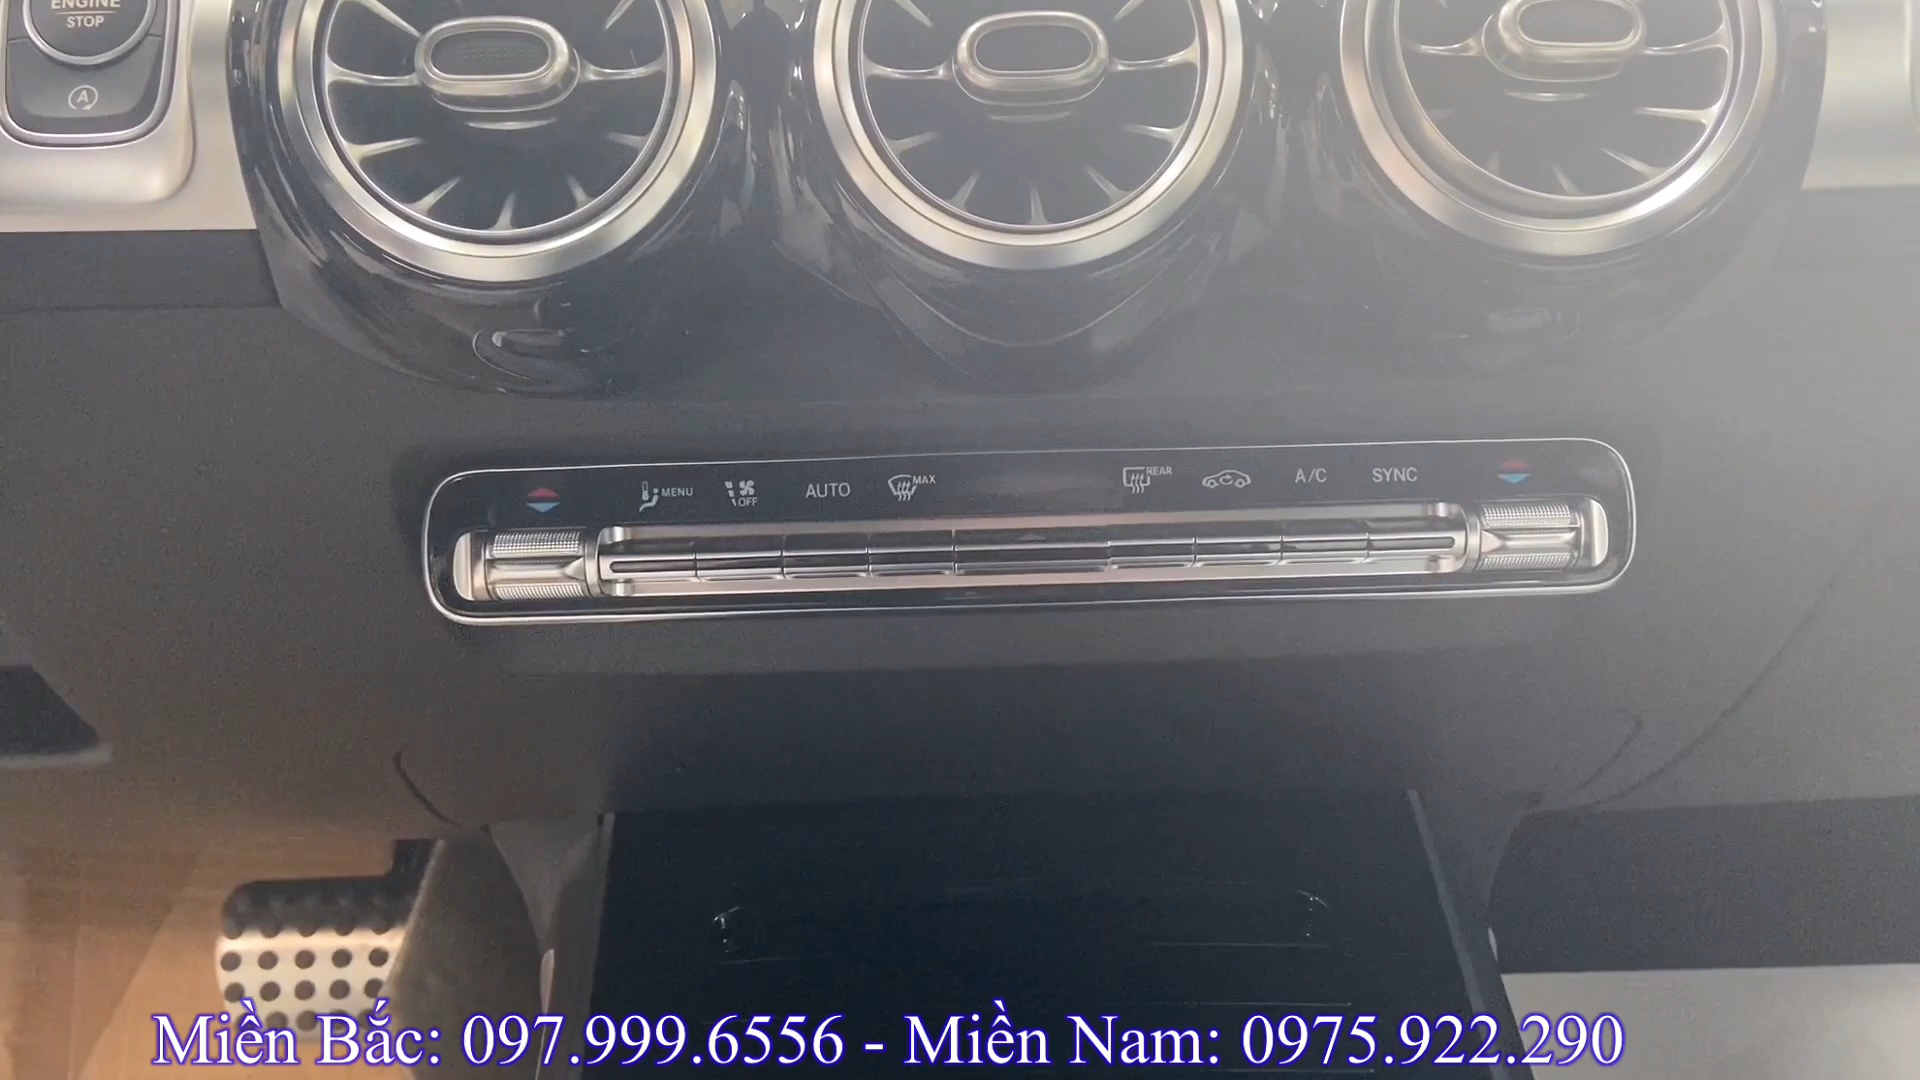 ENGINE
STOP
A
MENU
OFF
AUTO
MAX
REAR
A/C
SYNC
Miền Bắc: 097.999.6556 - Miền Nam: 0975.922.290